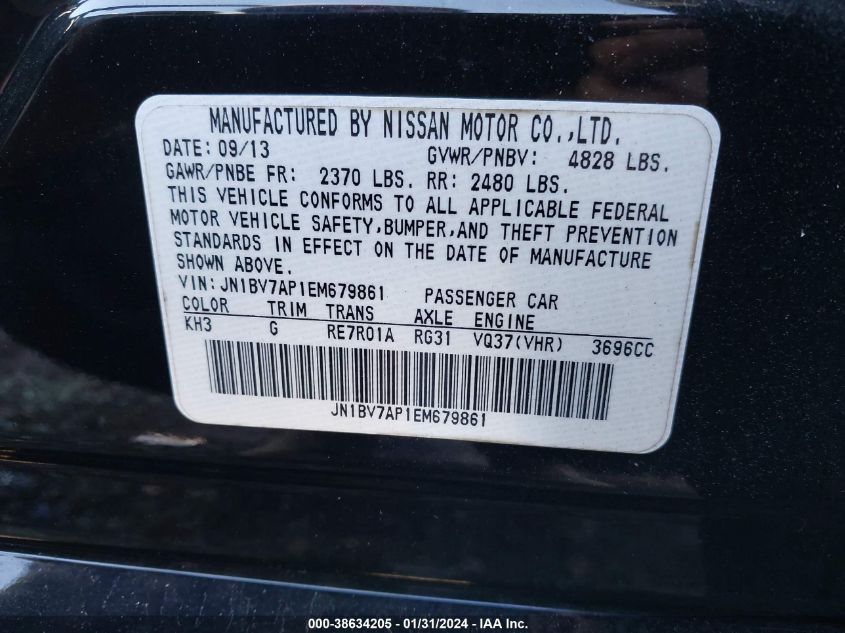 MANUFACTURED BY NISSAN MOTOR CO.,LTD.
DATE: 09/13 GVWR/PNBV: 4828 LBS.
GAWR/PNBE FR: 2370 LBS. RR: 2480 LBS.
THIS VEHICLE CONFORMS TO ALL APPLICABLE FEDERAL
MOTOR VEHICLE SAFETY,BUMPER,AND THEFT PREVENTION
STANDARDS IN EFFECT ON THE DATE OF MANUFACTURE
SHOWN ABOVE.
VIN:JN1BV7AP1EM679861 PASSENGER CAR
COLOR TRIM TRANS AXLE ENGINE
KH3 G RE7R01A RG31 VQ37(VHR) 3696CC
JN1BV7AP1EM679861
000-38634205 - 01/31/2024 - IAA Inc.